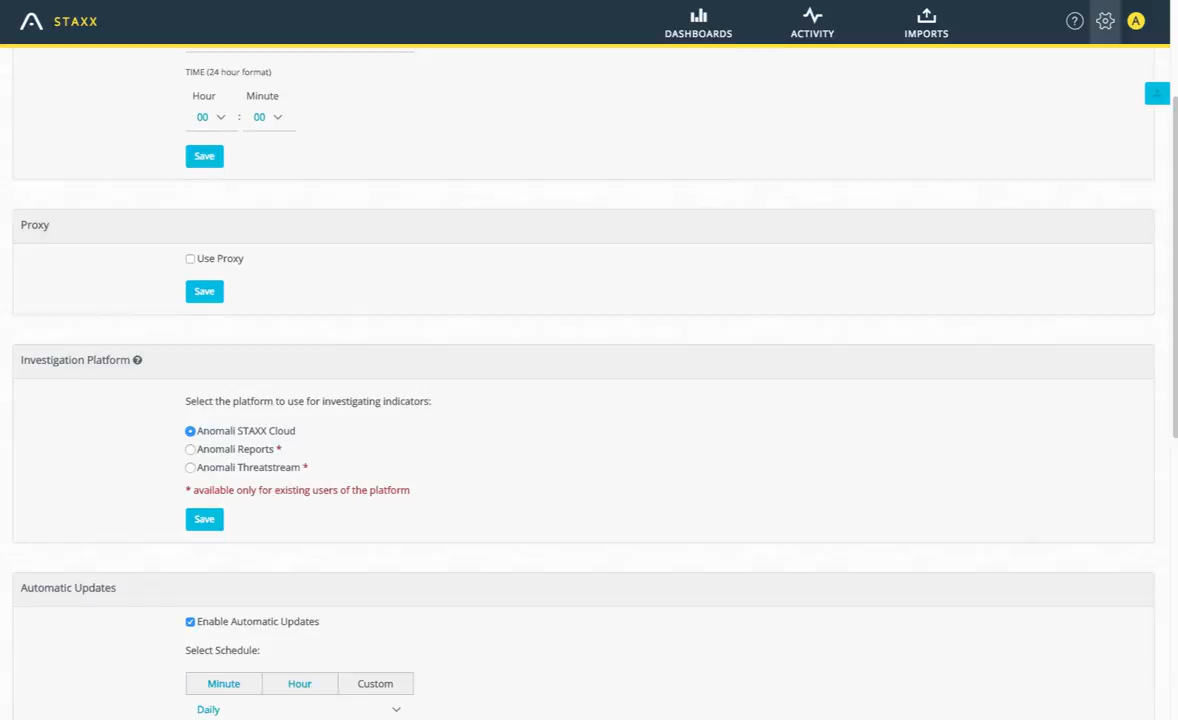 STAXX
DASHBOARDS
ACTIVITY
IMPORTS
?
A
TIME (24 hour format)
Hour Minute
00 : 00
Save
Proxy
Use Proxy
Save
Investigation Platform ?
Select the platform to use for investigating indicators:
Anomali STAXX Cloud
Anomali Reports *
Anomali Threatstream *
* available only for existing users of the platform
Save
Automatic Updates
Enable Automatic Updates
Select Schedule:
Minute Hour Custom
Daily